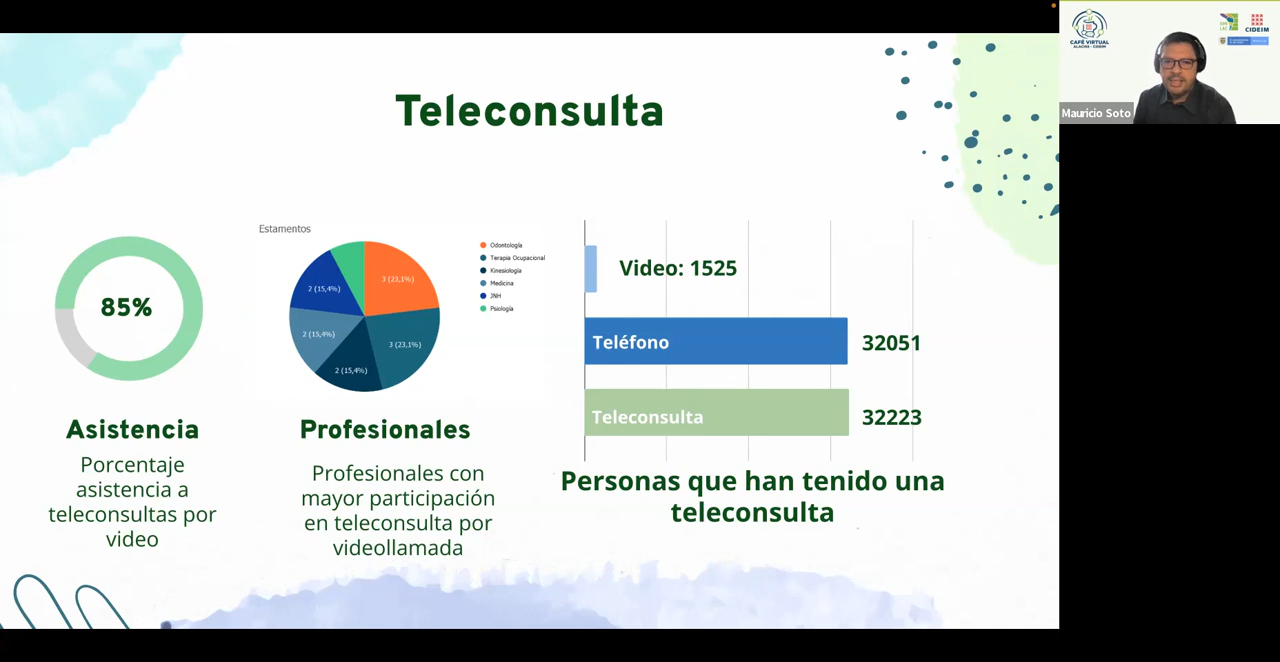 Teleconsulta
85%
Asistencia
Porcentaje
asistencia a
teleconsultas por
video
Estamentos
3 (23,1%)
3 (23,1%)
2 (15,4%)
2 (15,4%)
2 (15,4%)
Odontología
Terapia Ocupacional
Kinesiología
Medicina
JNH
Psiología
Profesionales
Profesionales con
mayor participación
en teleconsulta por
videollamada
Video: 1525
Teléfono 32051
Teleconsulta 32223
Personas que han tenido una
teleconsulta
CAFÉ VIRTUAL
ALACIRE - CIDEIM
CIDEIM
Mauricio Soto